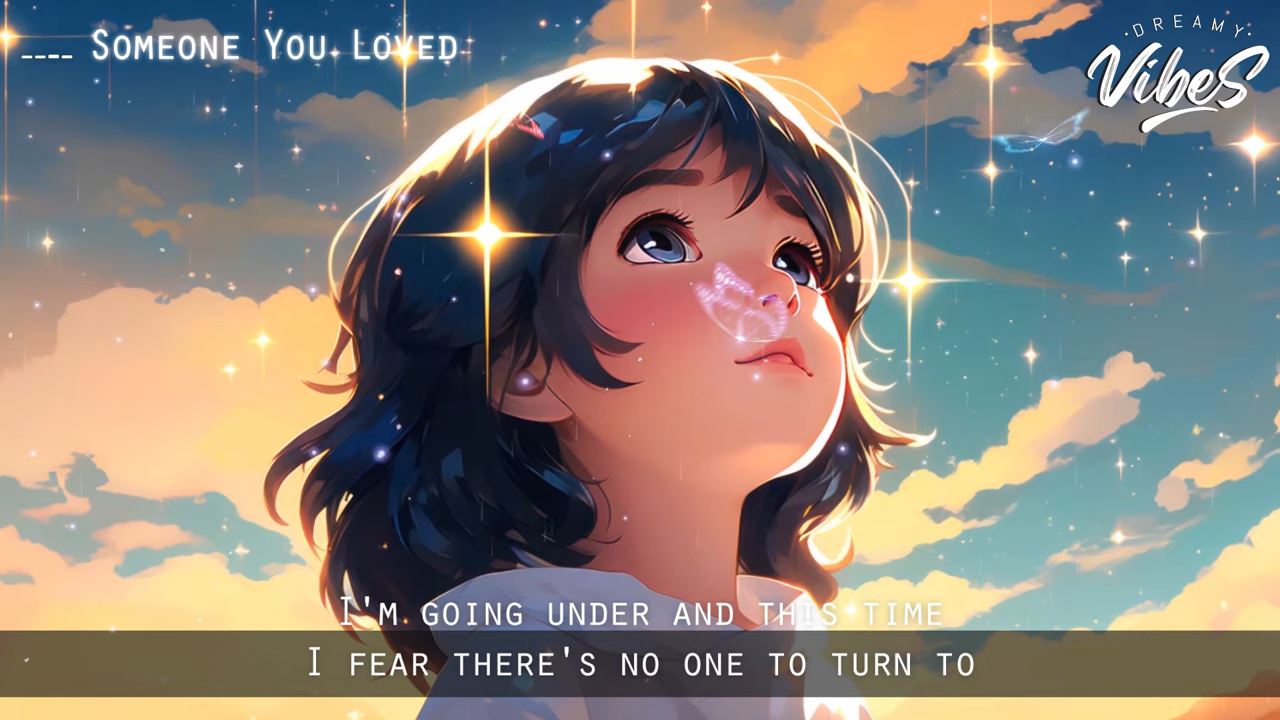 ---- Someone You Loved
·DREAMY·
Vibes
I'm going under and this time
I fear there's no one to turn to